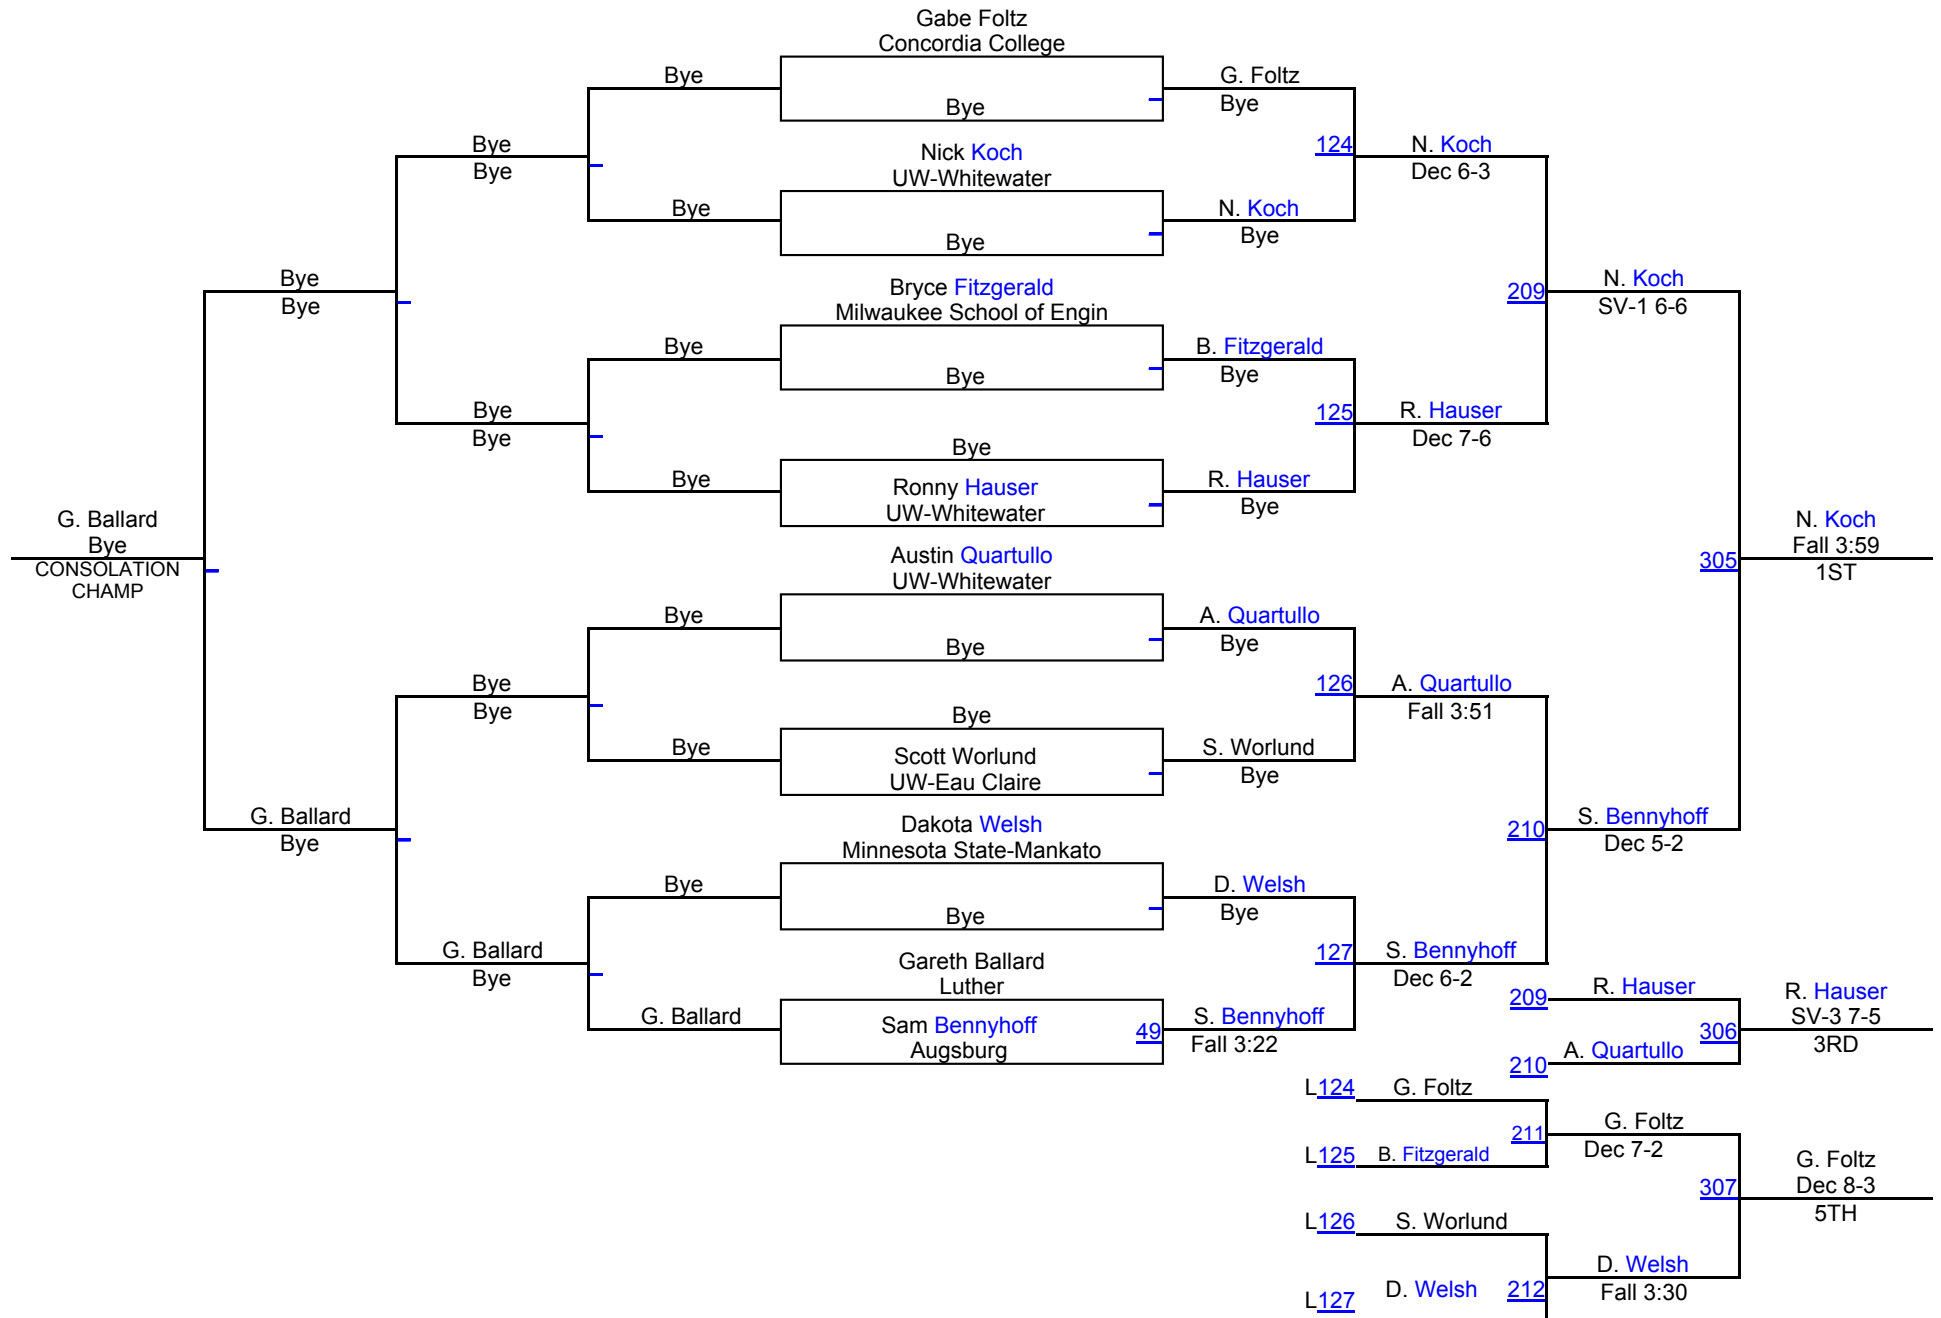 Gabe Foltz
Concordia College
Bye
Bye
G. Foltz
Bye
Bye
Bye
124
N. Koch
Dec 6-3
Nick Koch
UW-Whitewater
Bye
Bye
N. Koch
Bye
Bye
Bye
209
N. Koch
SV-1 6-6
Bryce Fitzgerald
Milwaukee School of Engin
Bye
Bye
B. Fitzgerald
Bye
Bye
Bye
125
R. Hauser
Dec 7-6
Bye
Bye
Ronny Hauser
UW-Whitewater
R. Hauser
Bye
G. Ballard
Bye
CONSOLATION
CHAMP
305
N. Koch
Fall 3:59
1ST
Austin Quartullo
UW-Whitewater
Bye
Bye
A. Quartullo
Bye
Bye
Bye
126
A. Quartullo
Fall 3:51
Bye
Bye
Scott Worlund
UW-Eau Claire
S. Worlund
Bye
G. Ballard
Bye
210
S. Bennyhoff
Dec 5-2
Dakota Welsh
Minnesota State-Mankato
Bye
Bye
D. Welsh
Bye
G. Ballard
Bye
127
S. Bennyhoff
Dec 6-2
Gareth Ballard
Luther
G. Ballard
Sam Bennyhoff
Augsburg
49
S. Bennyhoff
Fall 3:22
209
R. Hauser
210
A. Quartullo
306
R. Hauser
SV-3 7-5
3RD
L124
G. Foltz
L125
B. Fitzgerald
211
G. Foltz
Dec 7-2
307
G. Foltz
Dec 8-3
5TH
L126
S. Worlund
L127
D. Welsh
212
D. Welsh
Fall 3:30